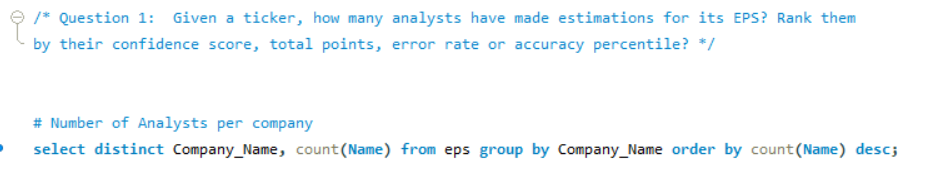 /* Question 1:  Given a ticker, how many analysts have made estimations for its EPS? Rank them
by their confidence score, total points, error rate or accuracy percentile? */
# Number of Analysts per company
select distinct Company_Name, count(Name) from eps group by Company_Name order by count(Name) desc;